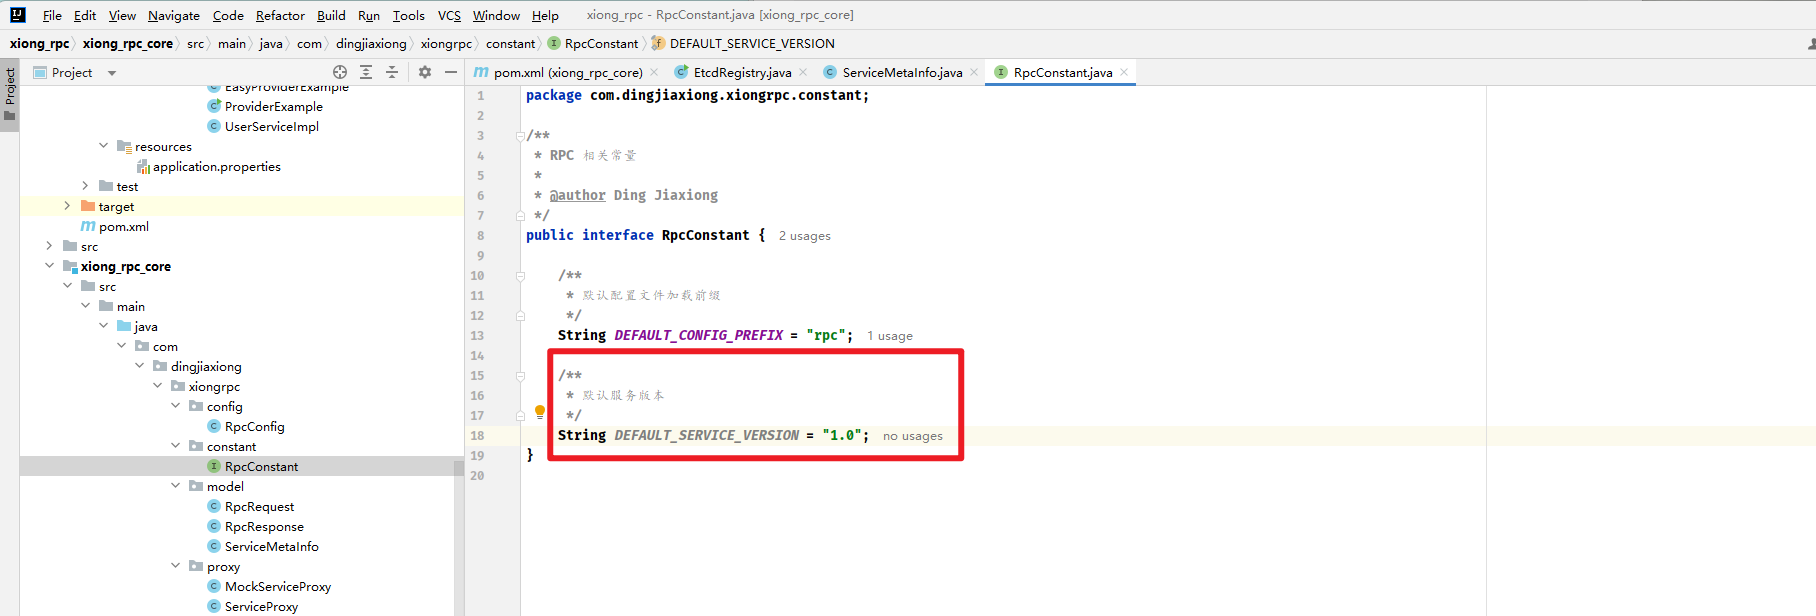 File Edit View Navigate Code Refactor Build Run Tools VCS Window Help xiong_rpc - RpcConstant.java [xiong_rpc_core]
xiong_rpc xiong_rpc_core src main java com dingjiaxiong xiongrpc constant RpcConstant DEFAULT_SERVICE_VERSION
Project
Project
pom.xml (xiong_rpc_core) EtcdRegistry.java ServiceMetaInfo.java RpcConstant.java
EasyProviderExample
ProviderExample
UserServiceImpl
resources
application.properties
test
target
pom.xml
src
xiong_rpc_core
src
main
java
com
dingjiaxiong
xiongrpc
config
RpcConfig
constant
RpcConstant
model
RpcRequest
RpcResponse
ServiceMetaInfo
proxy
MockServiceProxy
ServiceProxy
1 package com.dingjiaxiong.xiongrpc.constant;
2
3 /**
4 * RPC 相关常量
5 *
6 * @author Ding Jiaxiong
7 */
8 public interface RpcConstant { 2 usages
9
10 /**
11 * 默认配置文件加载前缀
12 */
13 String DEFAULT_CONFIG_PREFIX = "rpc"; 1 usage
14
15 /**
16 * 默认服务版本
17 */
18 String DEFAULT_SERVICE_VERSION = "1.0"; no usages
19 }
20